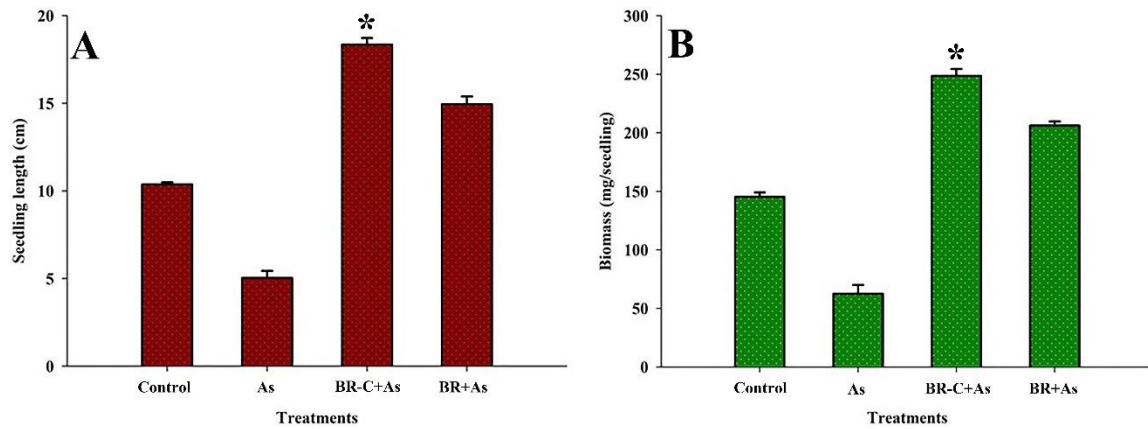 A
*
Seedling length (cm)
20
15
10
5
0
Control As BR-C+As BR+As
Treatments
B
*
Biomass (mg/seedling)
300
250
200
150
100
50
0
Control As BR-C+As BR+As
Treatments